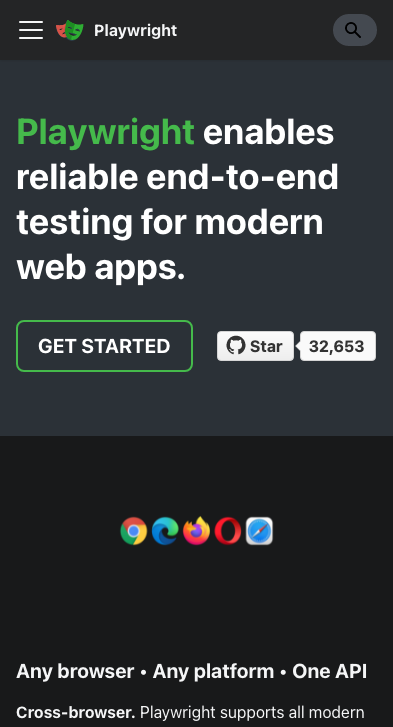 Playwright
Playwright enables
reliable end-to-end
testing for modern
web apps.
GET STARTED
Star
32,653
Any browser • Any platform • One API
Cross-browser. Playwright supports all modern